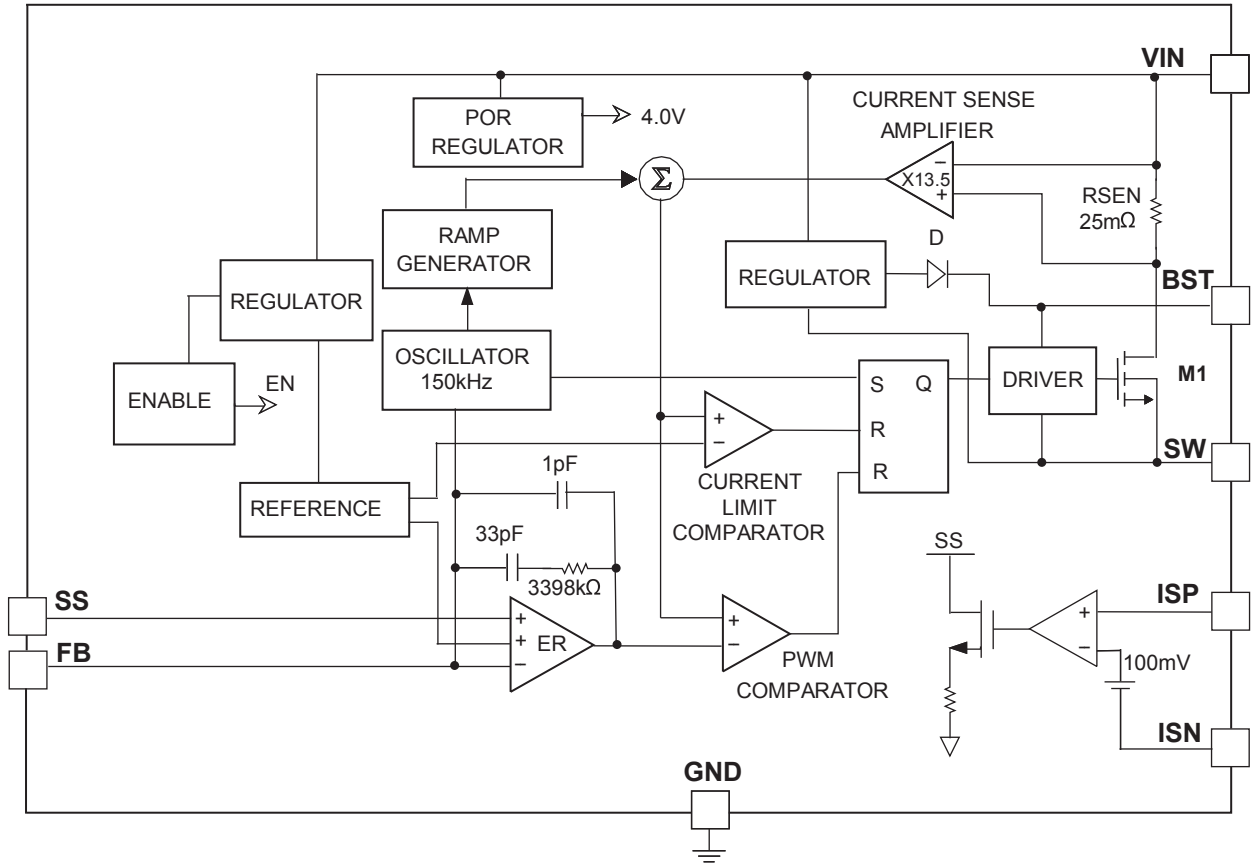 VIN
CURRENT SENSE
AMPLIFIER
POR
REGULATOR
4.0V
Σ
−
X13.5
+
RSEN
25mΩ
RAMP
GENERATOR
D
REGULATOR
REGULATOR
BST
OSCILLATOR
150kHz
ENABLE
EN
S Q
R
R
DRIVER
M1
+
−
SW
1pF
CURRENT
LIMIT
COMPARATOR
REFERENCE
33pF
3398kΩ
SS
SS
ISP
+
+
−
ER
FB
+
−
PWM
COMPARATOR
+
−
100mV
ISN
GND